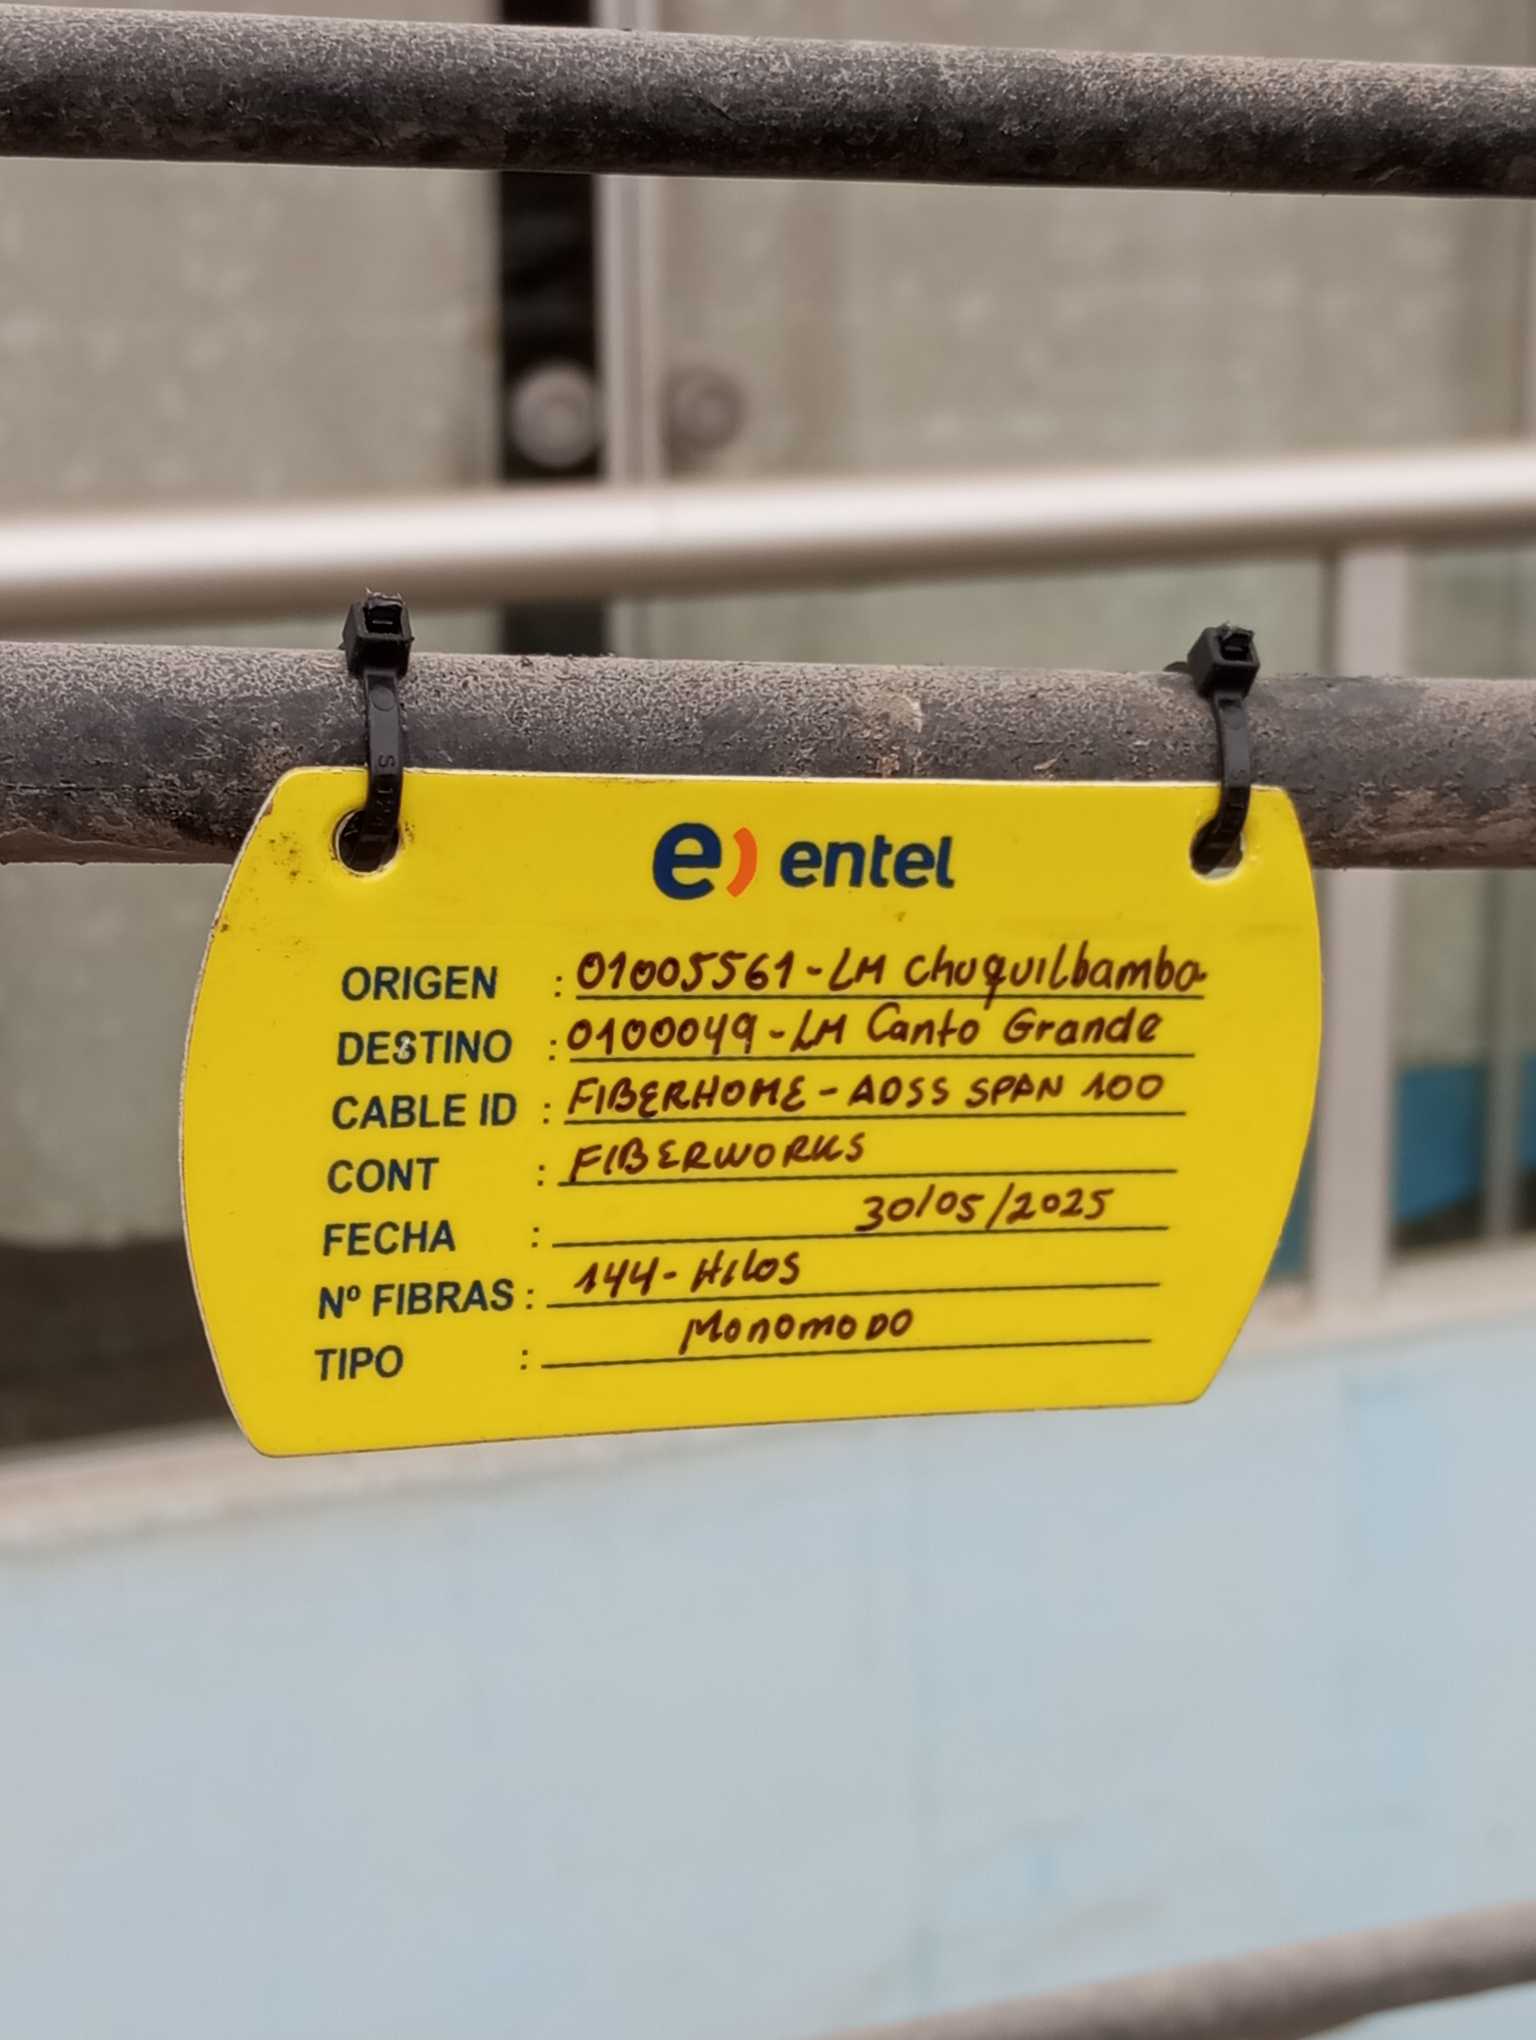 e) entel
ORIGEN : 01005561-LM Chuquilbamba
DESTINO : 0100049-LM Canto Grande
CABLE ID : FIBERHOME-ADSS SPAN 100
CONT : FIBERWORKS
FECHA : 30/05/2025
Nº FIBRAS : 144-HILOS
TIPO : MONOMODO